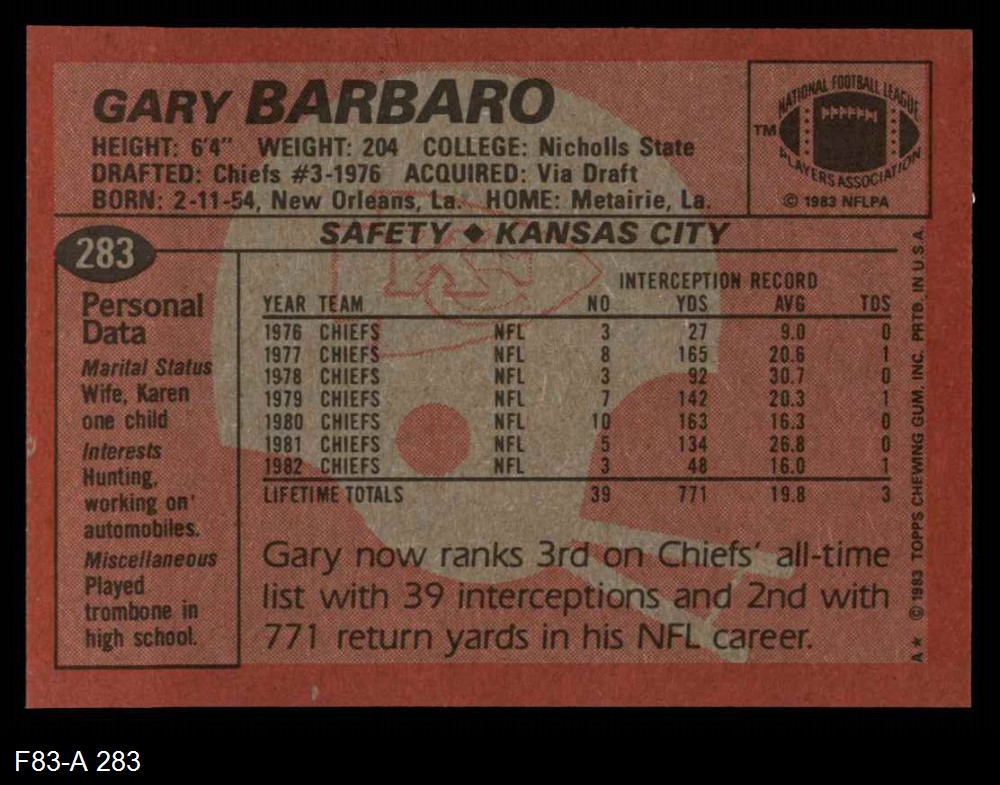 GARY BARBARO
HEIGHT: 6'4" WEIGHT: 204 COLLEGE: Nicholls State
DRAFTED: Chiefs #3-1976 ACQUIRED: Via Draft
BORN: 2-11-54, New Orleans, La. HOME: Metairie, La.
NATIONAL FOOTBALL LEAGUE
TM
PLAYERS ASSOCIATION
© 1983 NFLPA
SAFETY ◆ KANSAS CITY
283
Personal
Data
Marital Status
Wife, Karen
one child
Interests
Hunting,
working on
automobiles.
Miscellaneous
Played
trombone in
high school.
INTERCEPTION RECORD
YEAR TEAM NO YDS AVG TDS
1976 CHIEFS NFL 3 27 9.0 0
1977 CHIEFS NFL 8 165 20.6 1
1978 CHIEFS NFL 3 92 30.7 0
1979 CHIEFS NFL 7 142 20.3 1
1980 CHIEFS NFL 10 163 16.3 0
1981 CHIEFS NFL 5 134 26.8 0
1982 CHIEFS NFL 3 48 16.0 1
LIFETIME TOTALS 39 771 19.8 3
Gary now ranks 3rd on Chiefs' all-time
list with 39 interceptions and 2nd with
771 return yards in his NFL career.
A ★ © 1983 TOPPS CHEWING GUM, INC. PRTD. IN U.S.A.
KC
F83-A 283